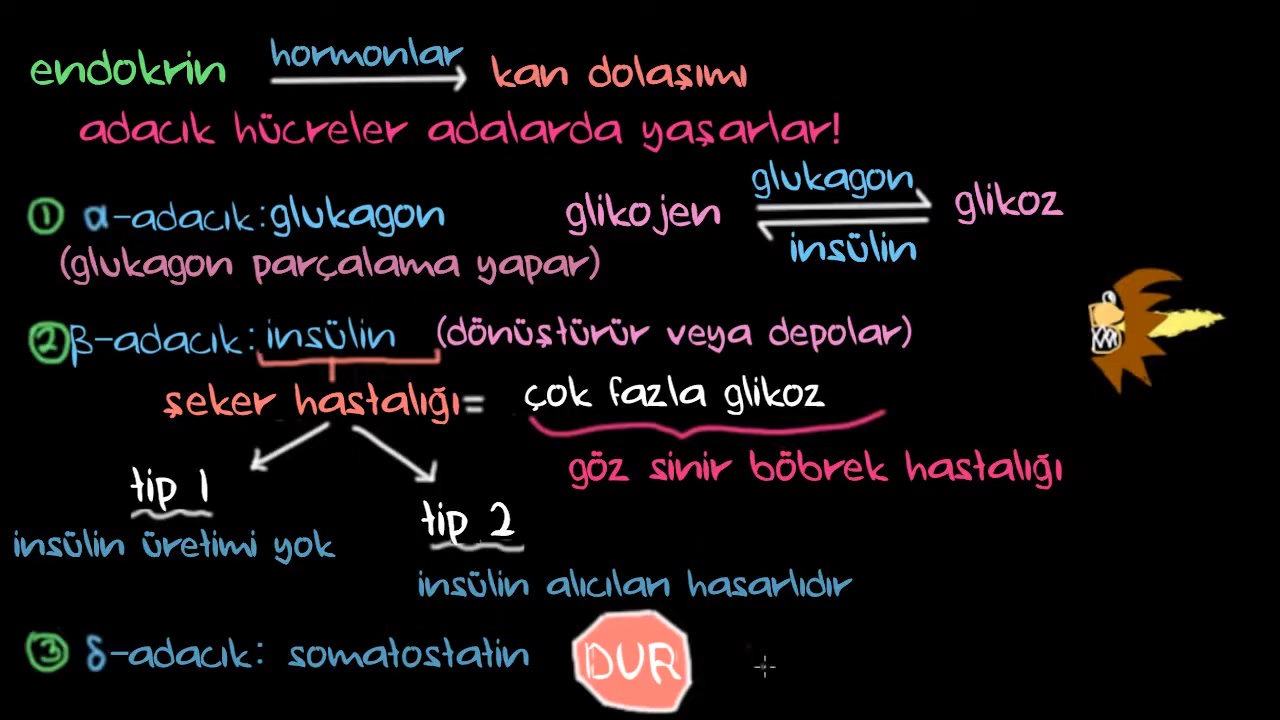 endokrin hormonlar kan dolaşımı
adacık hücreler adalarda yaşarlar!
1 α-adacık: glukagon glikojen glukagon insülin glikoz
(glukagon parçalama yapar)
2 β-adacık: insülin (dönüştürür veya depolar)
şeker hastalığı= çok fazla glikoz
göz sinir böbrek hastalığı
tip 1
tip 2
insülin üretimi yok
insülin alıcıları hasarlıdır
3 δ-adacık: somatostatin DUR